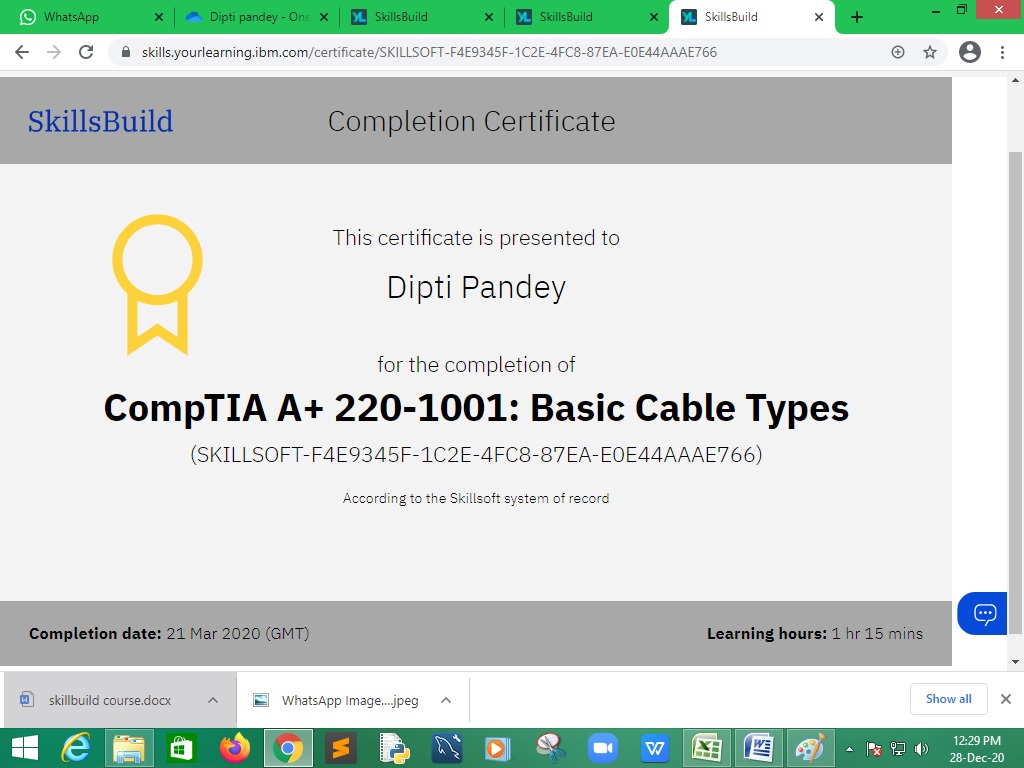 WhatsApp
Dipti pandey - One
SkillsBuild
SkillsBuild
SkillsBuild
skills.yourlearning.ibm.com/certificate/SKILLSOFT-F4E9345F-1C2E-4FC8-87EA-E0E44AAAE766
SkillsBuild
Completion Certificate
This certificate is presented to
Dipti Pandey
for the completion of
CompTIA A+ 220-1001: Basic Cable Types
(SKILLSOFT-F4E9345F-1C2E-4FC8-87EA-E0E44AAAE766)
According to the Skillsoft system of record
Completion date: 21 Mar 2020 (GMT)
Learning hours: 1 hr 15 mins
skillbuild course.docx
WhatsApp Image....jpeg
Show all
12:29 PM
28-Dec-20